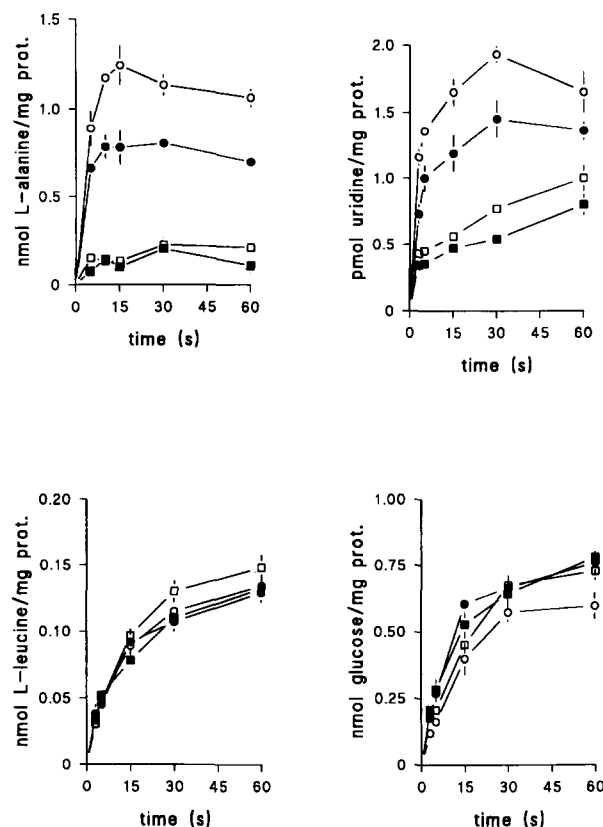 nmol L-alanine/mg prot.
1.5
1.0
0.5
0
0 15 30 45 60
time (s)
pmol uridine/mg prot.
2.0
1.5
1.0
0.5
0
0 15 30 45 60
time (s)
nmol L-leucine/mg prot.
0.20
0.15
0.10
0.05
0
0 15 30 45 60
time (s)
nmol glucose/mg prot.
1.00
0.75
0.50
0.25
0
0 15 30 45 60
time (s)